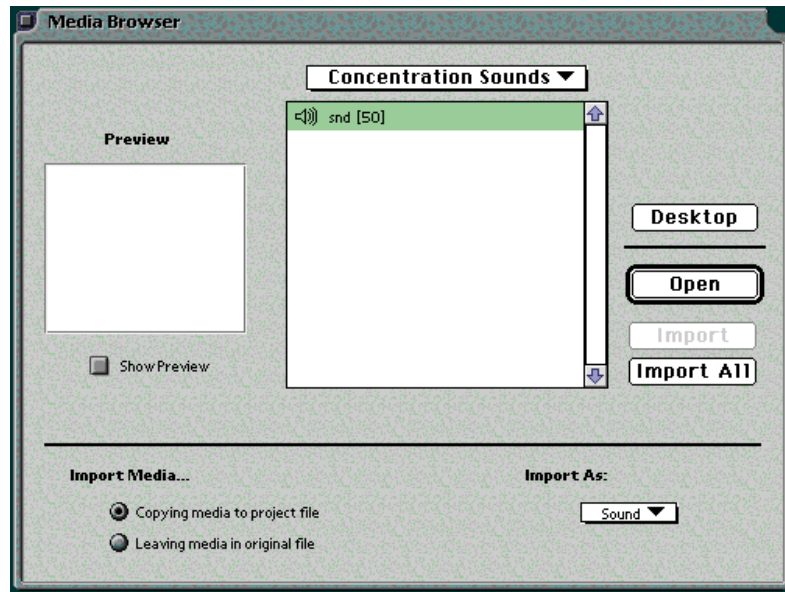 Media Browser
Concentration Sounds
Preview
snd [50]
Desktop
Open
Import
Import All
Show Preview
Import Media...
Import As:
Copying media to project file
Sound
Leaving media in original file